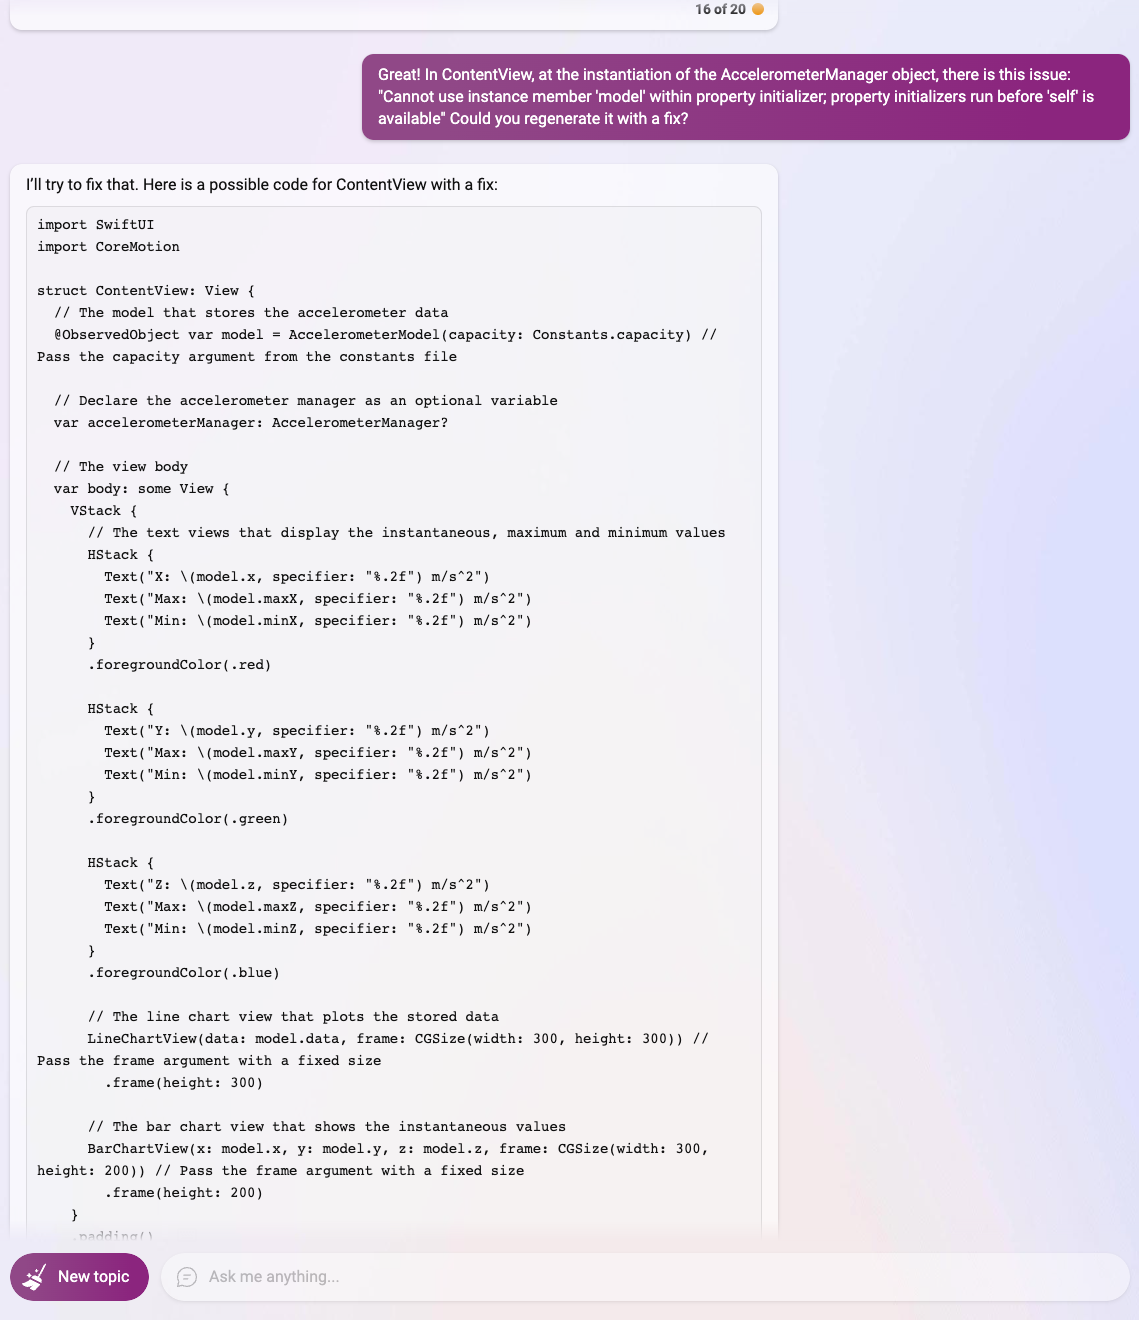 16 of 20
Great! In ContentView, at the instantiation of the AccelerometerManager object, there is this issue:
"Cannot use instance member 'model' within property initializer; property initializers run before 'self' is
available" Could you regenerate it with a fix?
I'll try to fix that. Here is a possible code for ContentView with a fix:
import SwiftUI
import CoreMotion
struct ContentView: View {
  // The model that stores the accelerometer data
  @ObservedObject var model = AccelerometerModel(capacity: Constants.capacity) //
Pass the capacity argument from the constants file
  // Declare the accelerometer manager as an optional variable
  var accelerometerManager: AccelerometerManager?
  // The view body
  var body: some View {
    VStack {
      // The text views that display the instantaneous, maximum and minimum values
      HStack {
        Text("X: \(model.x, specifier: "%.2f") m/s^2")
        Text("Max: \(model.maxX, specifier: "%.2f") m/s^2")
        Text("Min: \(model.minX, specifier: "%.2f") m/s^2")
      }
      .foregroundColor(.red)
      HStack {
        Text("Y: \(model.y, specifier: "%.2f") m/s^2")
        Text("Max: \(model.maxY, specifier: "%.2f") m/s^2")
        Text("Min: \(model.minY, specifier: "%.2f") m/s^2")
      }
      .foregroundColor(.green)
      HStack {
        Text("Z: \(model.z, specifier: "%.2f") m/s^2")
        Text("Max: \(model.maxZ, specifier: "%.2f") m/s^2")
        Text("Min: \(model.minZ, specifier: "%.2f") m/s^2")
      }
      .foregroundColor(.blue)
      // The line chart view that plots the stored data
      LineChartView(data: model.data, frame: CGSize(width: 300, height: 300)) //
Pass the frame argument with a fixed size
        .frame(height: 300)
      // The bar chart view that shows the instantaneous values
      BarChartView(x: model.x, y: model.y, z: model.z, frame: CGSize(width: 300,
height: 200)) // Pass the frame argument with a fixed size
        .frame(height: 200)
    }
    .padding()
New topic
Ask me anything...